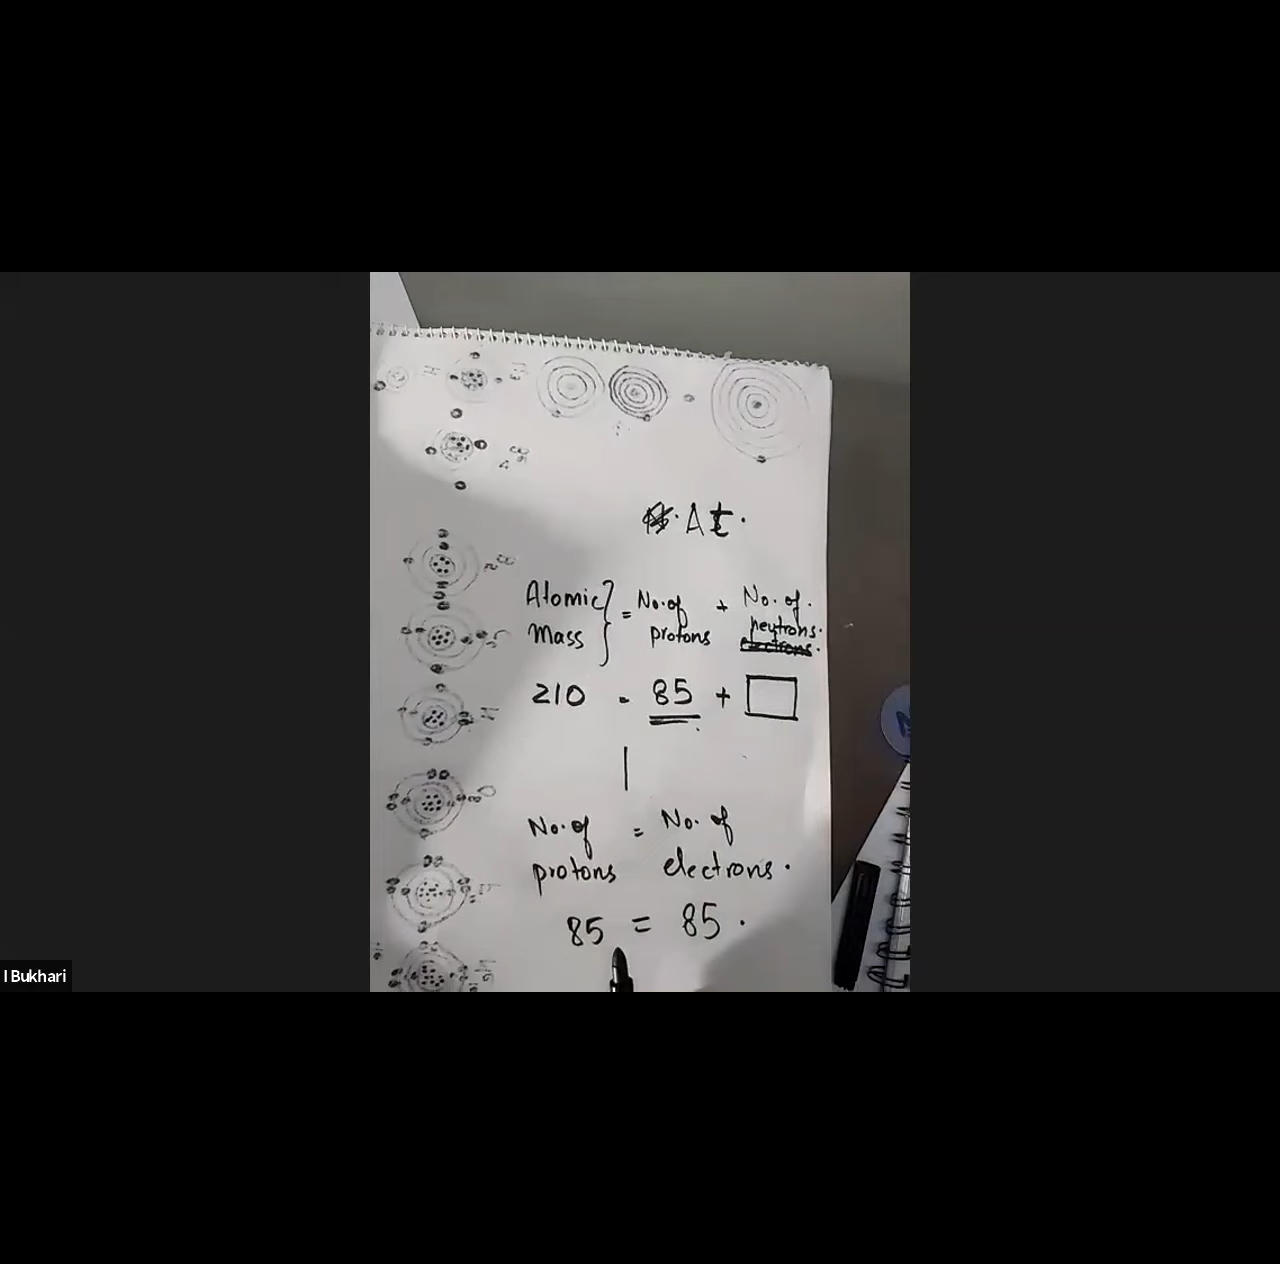 At.
Atomic } = No. of + No. of.
Mass protons neutrons.
electrons.
210 = 85 + □
No. of = No. of
protons electrons.
85 = 85.
I Bukhari